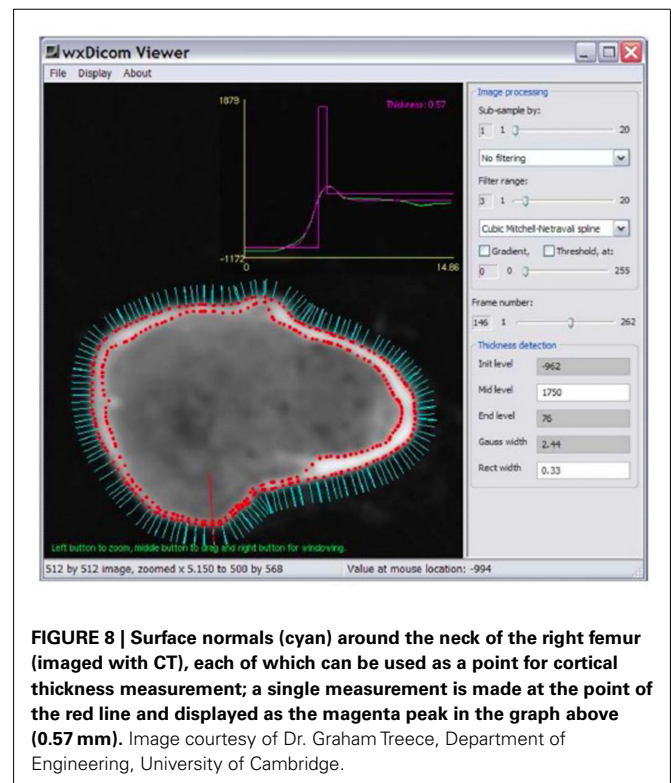 wxDicom Viewer
File Display About
1879
Thickness: 0.57
-1172
0
14.86
Left button to zoom, middle button to drag and right button for windowing.
Image processing
Sub-sample by:
1 1 20
No filtering
Filter range:
3 1 20
Cubic Mitchell-Netravali spline
Gradient, Threshold, at:
0 0 255
Frame number:
146 1 262
Thickness detection
Init level -962
Mid level 1750
End level 76
Gauss width 2.44
Rect width 0.33
512 by 512 image, zoomed x 5.150 to 500 by 568 Value at mouse location: -994
FIGURE 8 | Surface normals (cyan) around the neck of the right femur
(imaged with CT), each of which can be used as a point for cortical
thickness measurement; a single measurement is made at the point of
the red line and displayed as the magenta peak in the graph above
(0.57 mm). Image courtesy of Dr. Graham Treece, Department of
Engineering, University of Cambridge.